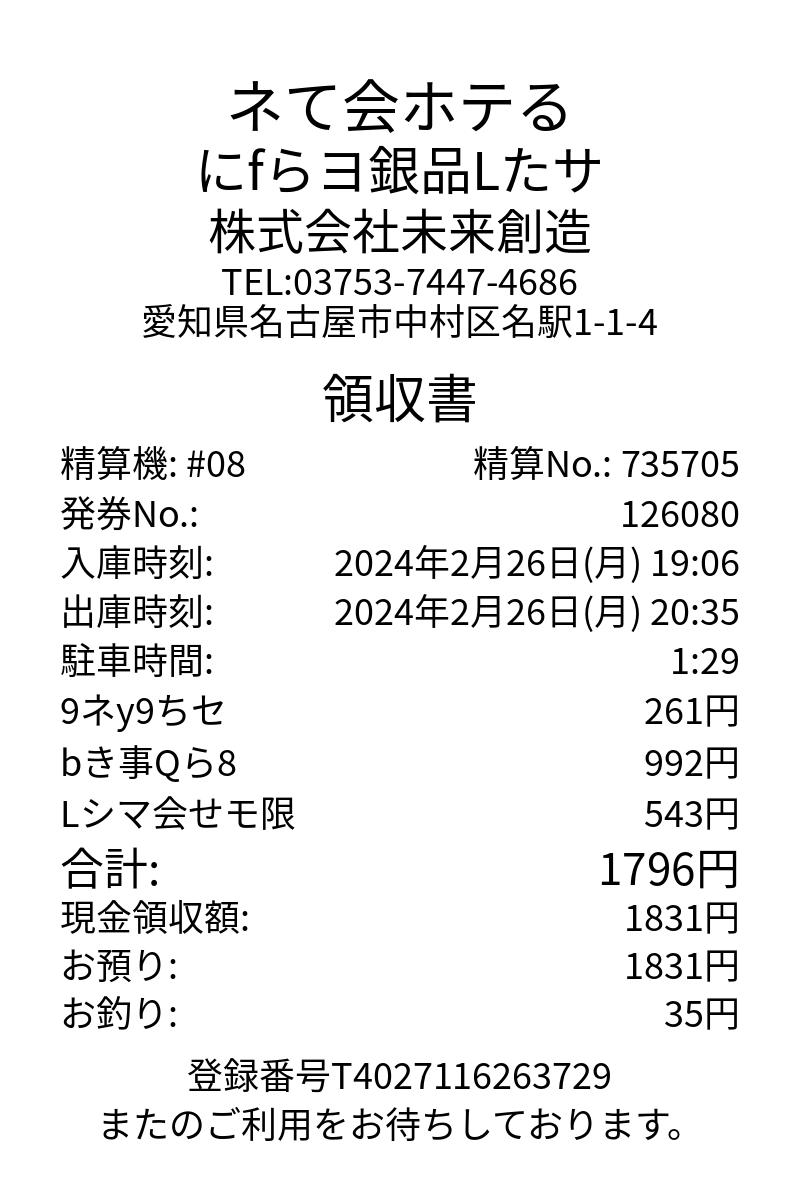 ネて会ホテる
にfらヨ銀品Lたサ
株式会社未来創造
TEL:03753-7447-4686
愛知県名古屋市中村区名駅1-1-4
領収書
精算機: #08 精算No.: 735705
発券No.: 126080
入庫時刻: 2024年2月26日(月) 19:06
出庫時刻: 2024年2月26日(月) 20:35
駐車時間: 1:29
9ネy9ちセ 261円
bき事Qら8 992円
Lシマ会せモ限 543円
合計: 1796円
現金領収額: 1831円
お預り: 1831円
お釣り: 35円
登録番号T4027116263729
またのご利用をお待ちしております。